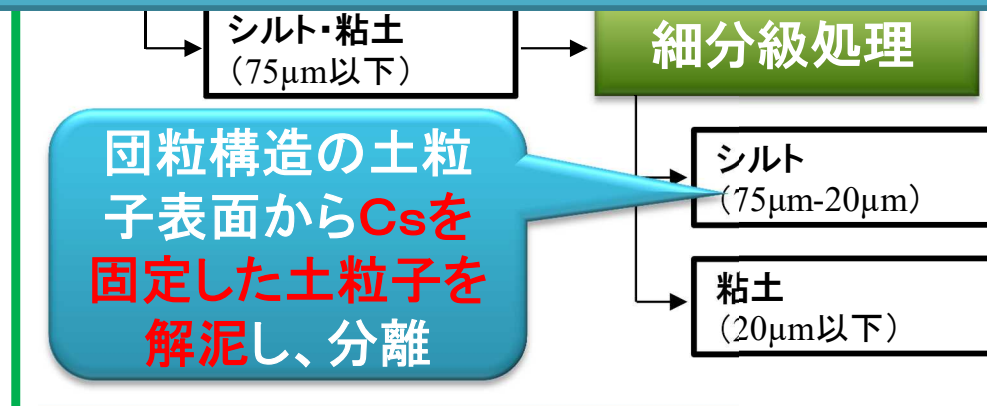 シルト・粘土
（75μm以下）
細分級処理
団粒構造の土粒
子表面からCsを
固定した土粒子を
解泥し、分離
シルト
（75μm-20μm）
粘土
（20μm以下）